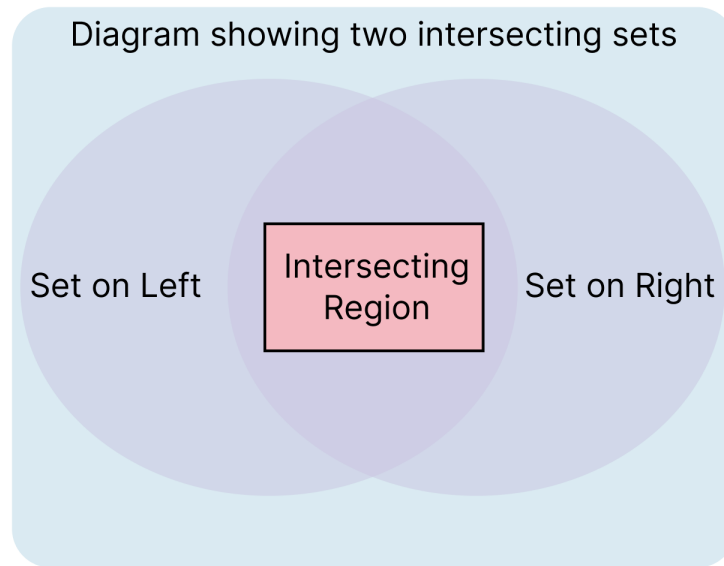 Diagram showing two intersecting sets
Set on Left
Intersecting
Region
Set on Right